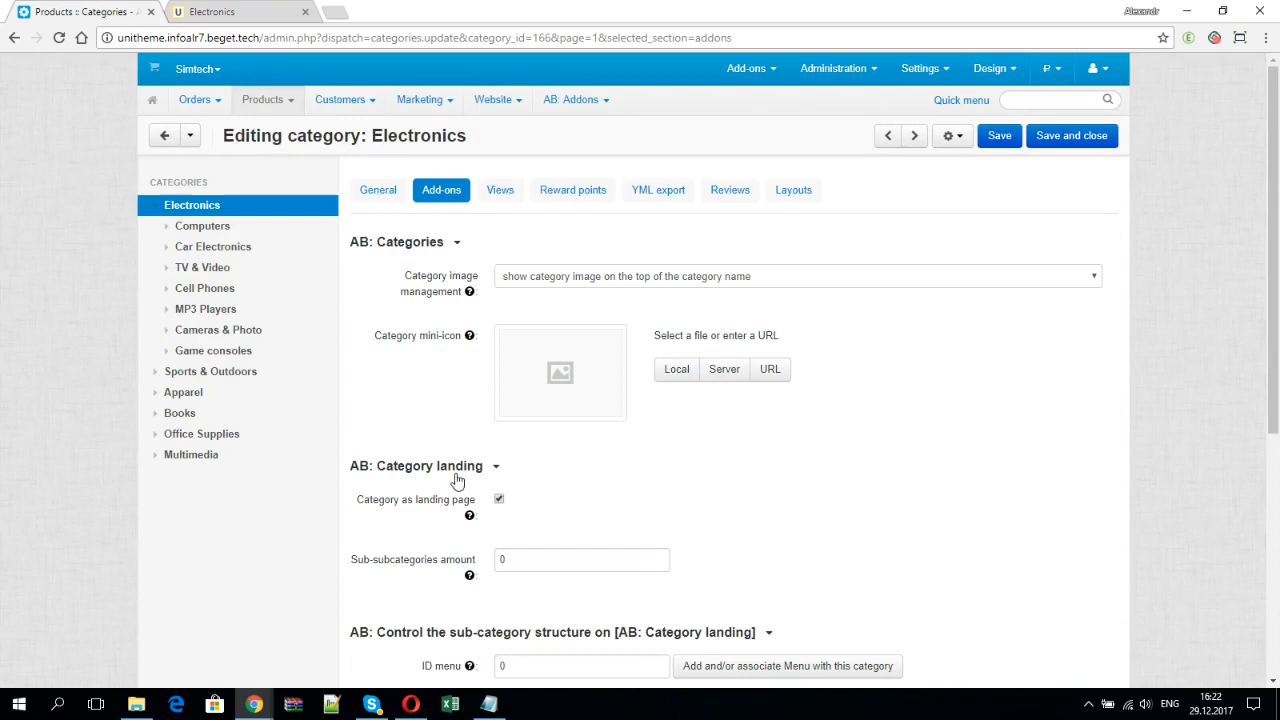 Products :: Categories - A
Electronics
Alexandr
unitheme.infoalr7.beget.tech/admin.php?dispatch=categories.update&category_id=166&page=1&selected_section=addons
Simtech
Add-ons
Administration
Settings
Design
₽
Orders
Products
Customers
Marketing
Website
AB: Addons
Quick menu
Editing category: Electronics
Save
Save and close
CATEGORIES
Electronics
Computers
Car Electronics
TV & Video
Cell Phones
MP3 Players
Cameras & Photo
Game consoles
Sports & Outdoors
Apparel
Books
Office Supplies
Multimedia
General
Add-ons
Views
Reward points
YML export
Reviews
Layouts
AB: Categories
Category image
management ?:
show category image on the top of the category name
Category mini-icon ?:
Select a file or enter a URL
Local
Server
URL
AB: Category landing
Category as landing page
?:
Sub-subcategories amount
?:
0
AB: Control the sub-category structure on [AB: Category landing]
ID menu ?:
0
Add and/or associate Menu with this category
ENG
16:22
29.12.2017